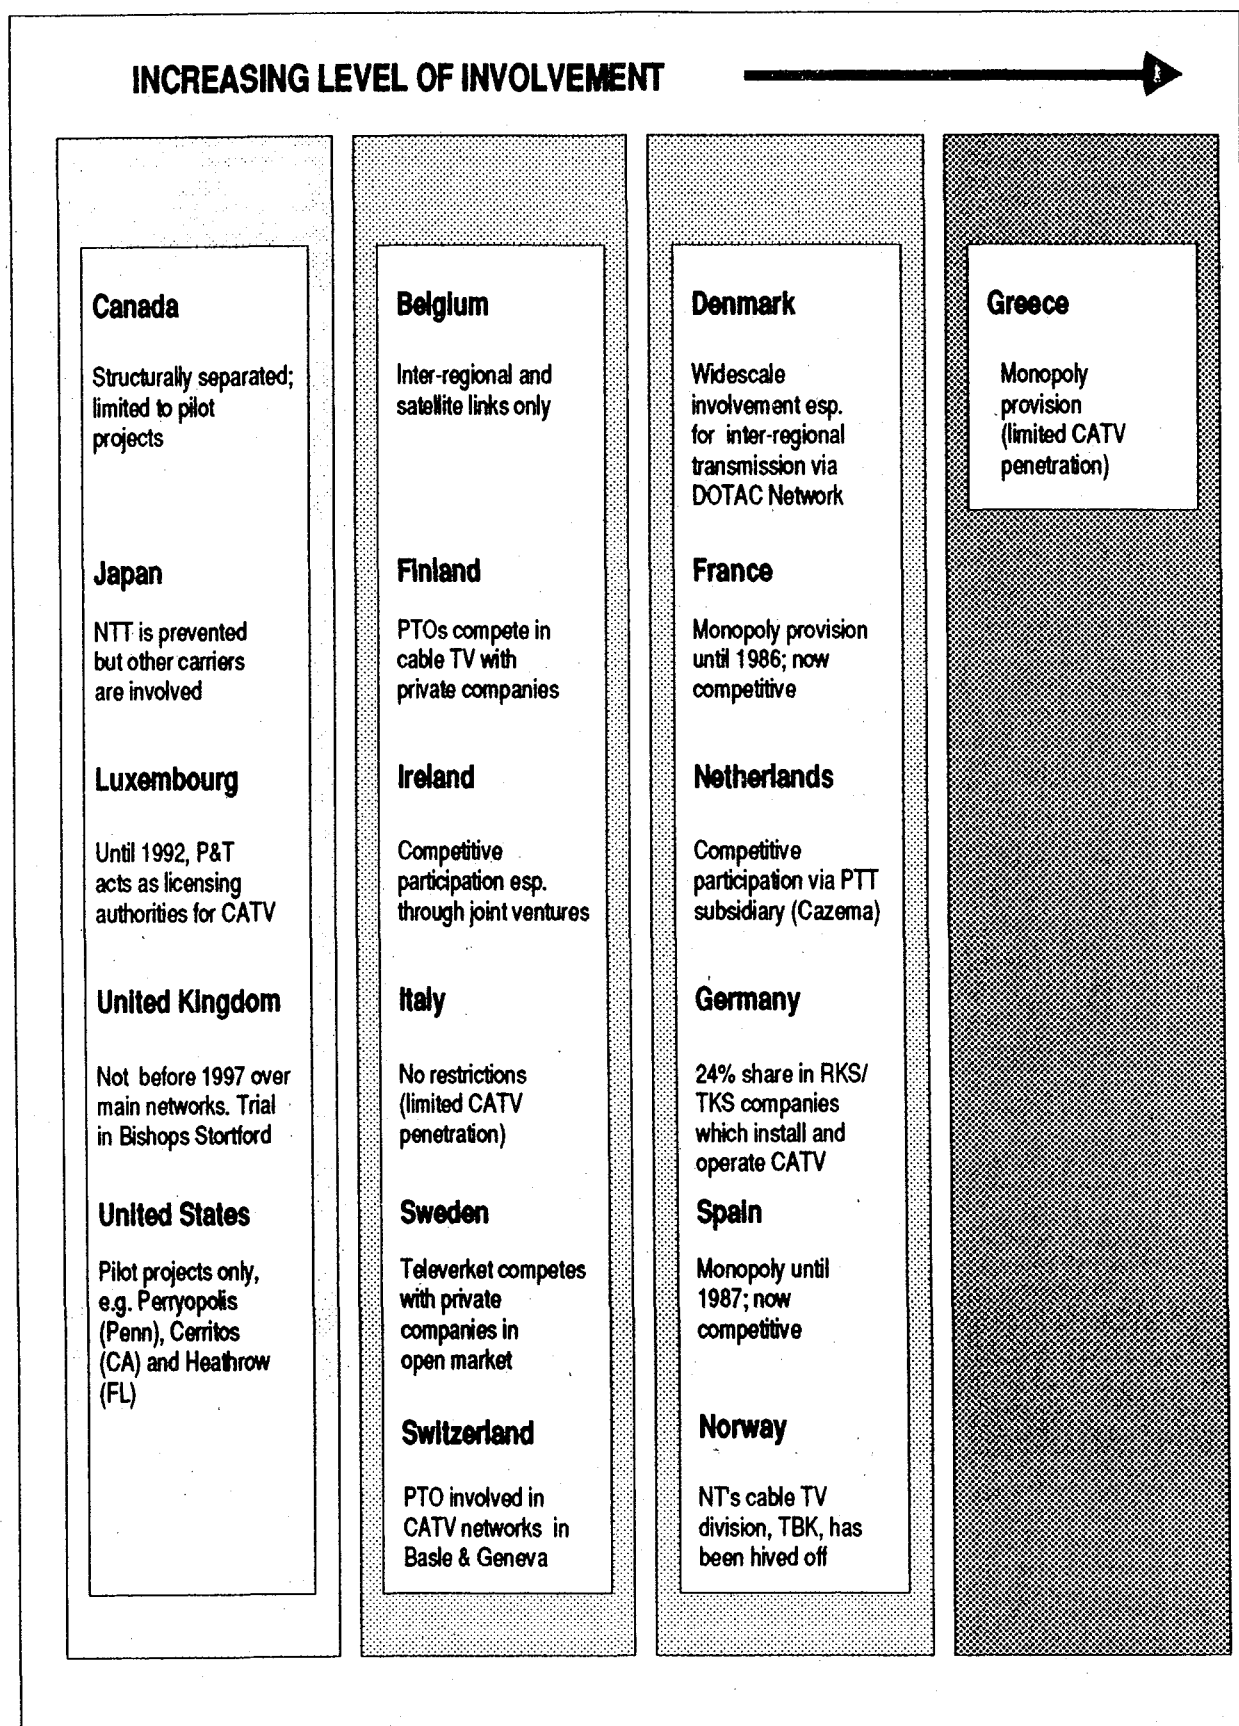 INCREASING LEVEL OF INVOLVEMENT
Canada
Structurally separated;
limited to pilot
projects
Japan
NTT is prevented
but other carriers
are involved
Luxembourg
Until 1992, P&T
acts as licensing
authorities for CATV
United Kingdom
Not before 1997 over
main networks. Trial
in Bishops Stortford
United States
Pilot projects only,
e.g. Perryopolis
(Penn), Cerritos
(CA) and Heathrow
(FL)
Belgium
Inter-regional and
satellite links only
Finland
PTOs compete in
cable TV with
private companies
Ireland
Competitive
participation esp.
through joint ventures
Italy
No restrictions
(limited CATV
penetration)
Sweden
Televerket competes
with private
companies in
open market
Switzerland
PTO involved in
CATV networks in
Basle & Geneva
Denmark
Widescale
involvement esp.
for inter-regional
transmission via
DOTAC Network
France
Monopoly provision
until 1986; now
competitive
Netherlands
Competitive
participation via PTT
subsidiary (Cazema)
Germany
24% share in RKS/
TKS companies
which install and
operate CATV
Spain
Monopoly until
1987; now
competitive
Norway
NT's cable TV
division, TBK, has
been hived off
Greece
Monopoly
provision
(limited CATV
penetration)